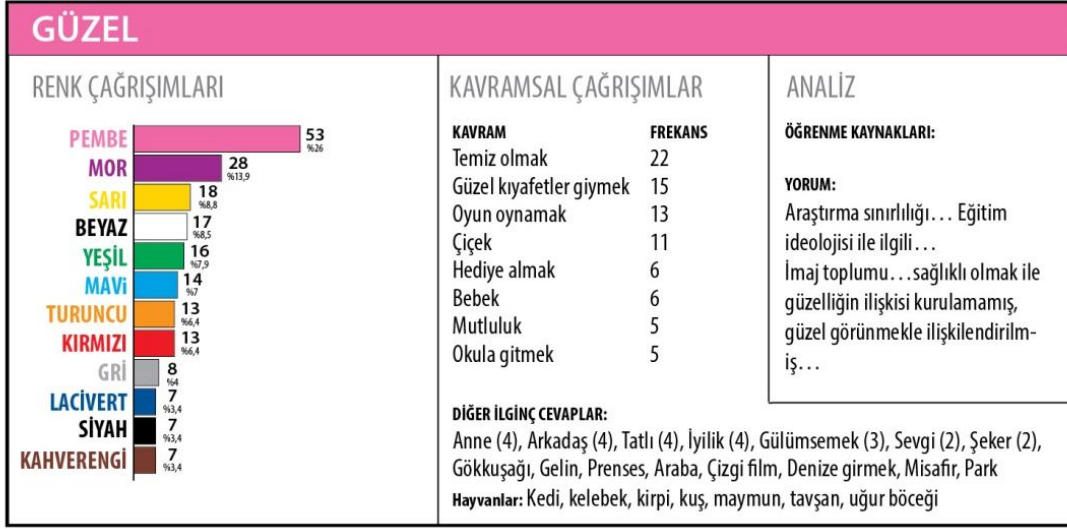 GÜZEL
RENK ÇAĞRIŞIMLARI
PEMBE 53 %26
MOR 28 %13,9
SARI 18 %8,8
BEYAZ 17 %8,5
YEŞİL 16 %7,9
MAVi 14 %7
TURUNCU 13 %6,4
KIRMIZI 13 %6,4
GRİ 8 %4
LACİVERT 7 %3,4
SİYAH 7 %3,4
KAHVERENGİ 7 %3,4
KAVRAMSAL ÇAĞRIŞIMLAR
KAVRAM FREKANS
Temiz olmak 22
Güzel kıyafetler giymek 15
Oyun oynamak 13
Çiçek 11
Hediye almak 6
Bebek 6
Mutluluk 5
Okula gitmek 5
DİĞER İLGİNÇ CEVAPLAR:
Anne (4), Arkadaş (4), Tatlı (4), İyilik (4), Gülümsemek (3), Sevgi (2), Şeker (2),
Gökkuşağı, Gelin, Prenses, Araba, Çizgi film, Denize girmek, Misafir, Park
Hayvanlar: Kedi, kelebek, kirpi, kuş, maymun, tavşan, uğur böceği
ANALİZ
ÖĞRENME KAYNAKLARI:
YORUM:
Araştırma sınırlılığı… Eğitim
ideolojisi ile ilgili…
İmaj toplumu…sağlıklı olmak ile
güzelliğin ilişkisi kurulamamış,
güzel görünmekle ilişkilendirilm-
iş…